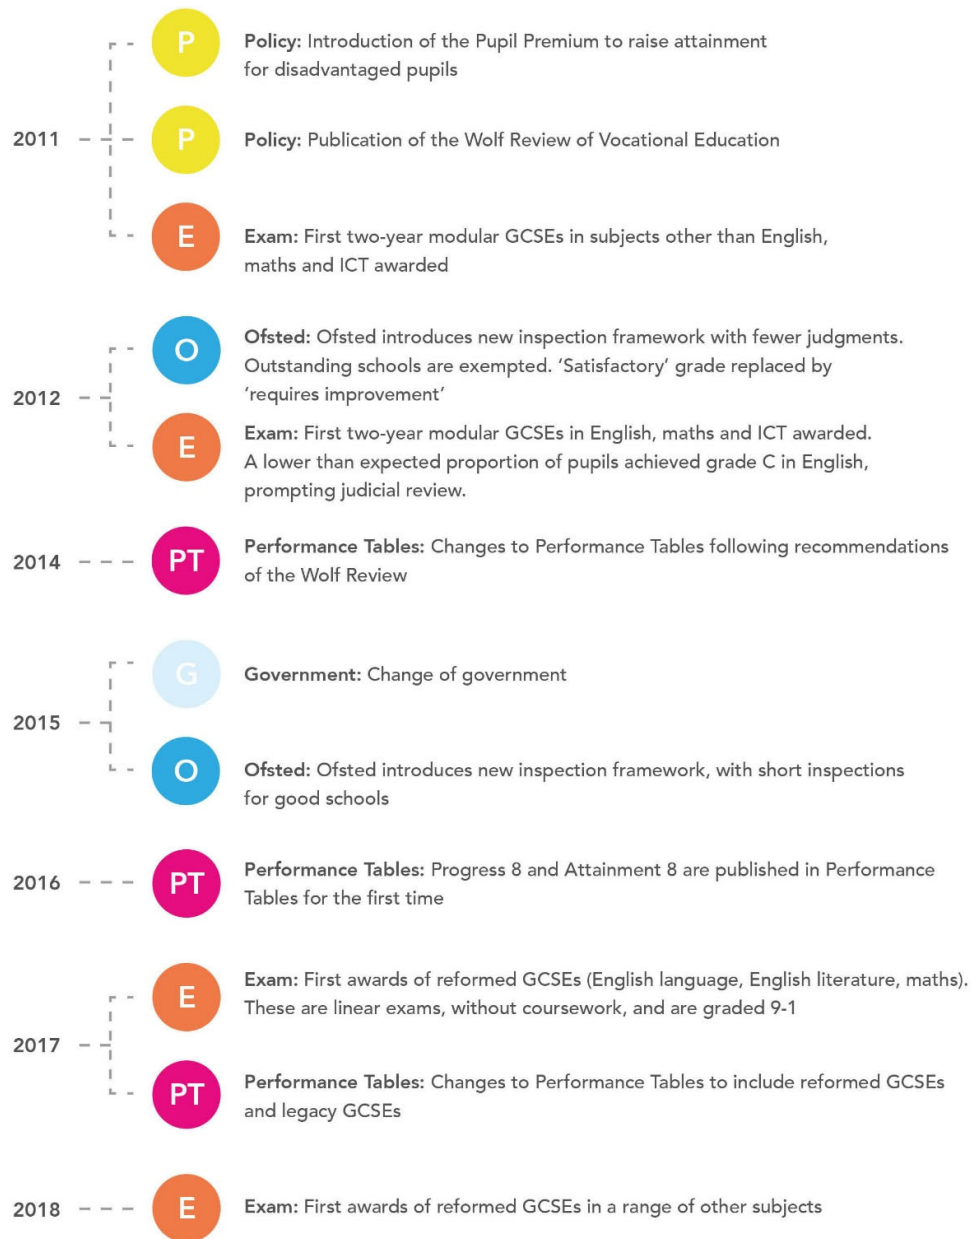 P
Policy: Introduction of the Pupil Premium to raise attainment
for disadvantaged pupils
2011
P
Policy: Publication of the Wolf Review of Vocational Education
E
Exam: First two-year modular GCSEs in subjects other than English,
maths and ICT awarded
2012
O
Ofsted: Ofsted introduces new inspection framework with fewer judgments.
Outstanding schools are exempted. ‘Satisfactory’ grade replaced by
‘requires improvement’
E
Exam: First two-year modular GCSEs in English, maths and ICT awarded.
A lower than expected proportion of pupils achieved grade C in English,
prompting judicial review.
2014
PT
Performance Tables: Changes to Performance Tables following recommendations
of the Wolf Review
2015
G
Government: Change of government
O
Ofsted: Ofsted introduces new inspection framework, with short inspections
for good schools
2016
PT
Performance Tables: Progress 8 and Attainment 8 are published in Performance
Tables for the first time
2017
E
Exam: First awards of reformed GCSEs (English language, English literature, maths).
These are linear exams, without coursework, and are graded 9-1
PT
Performance Tables: Changes to Performance Tables to include reformed GCSEs
and legacy GCSEs
2018
E
Exam: First awards of reformed GCSEs in a range of other subjects